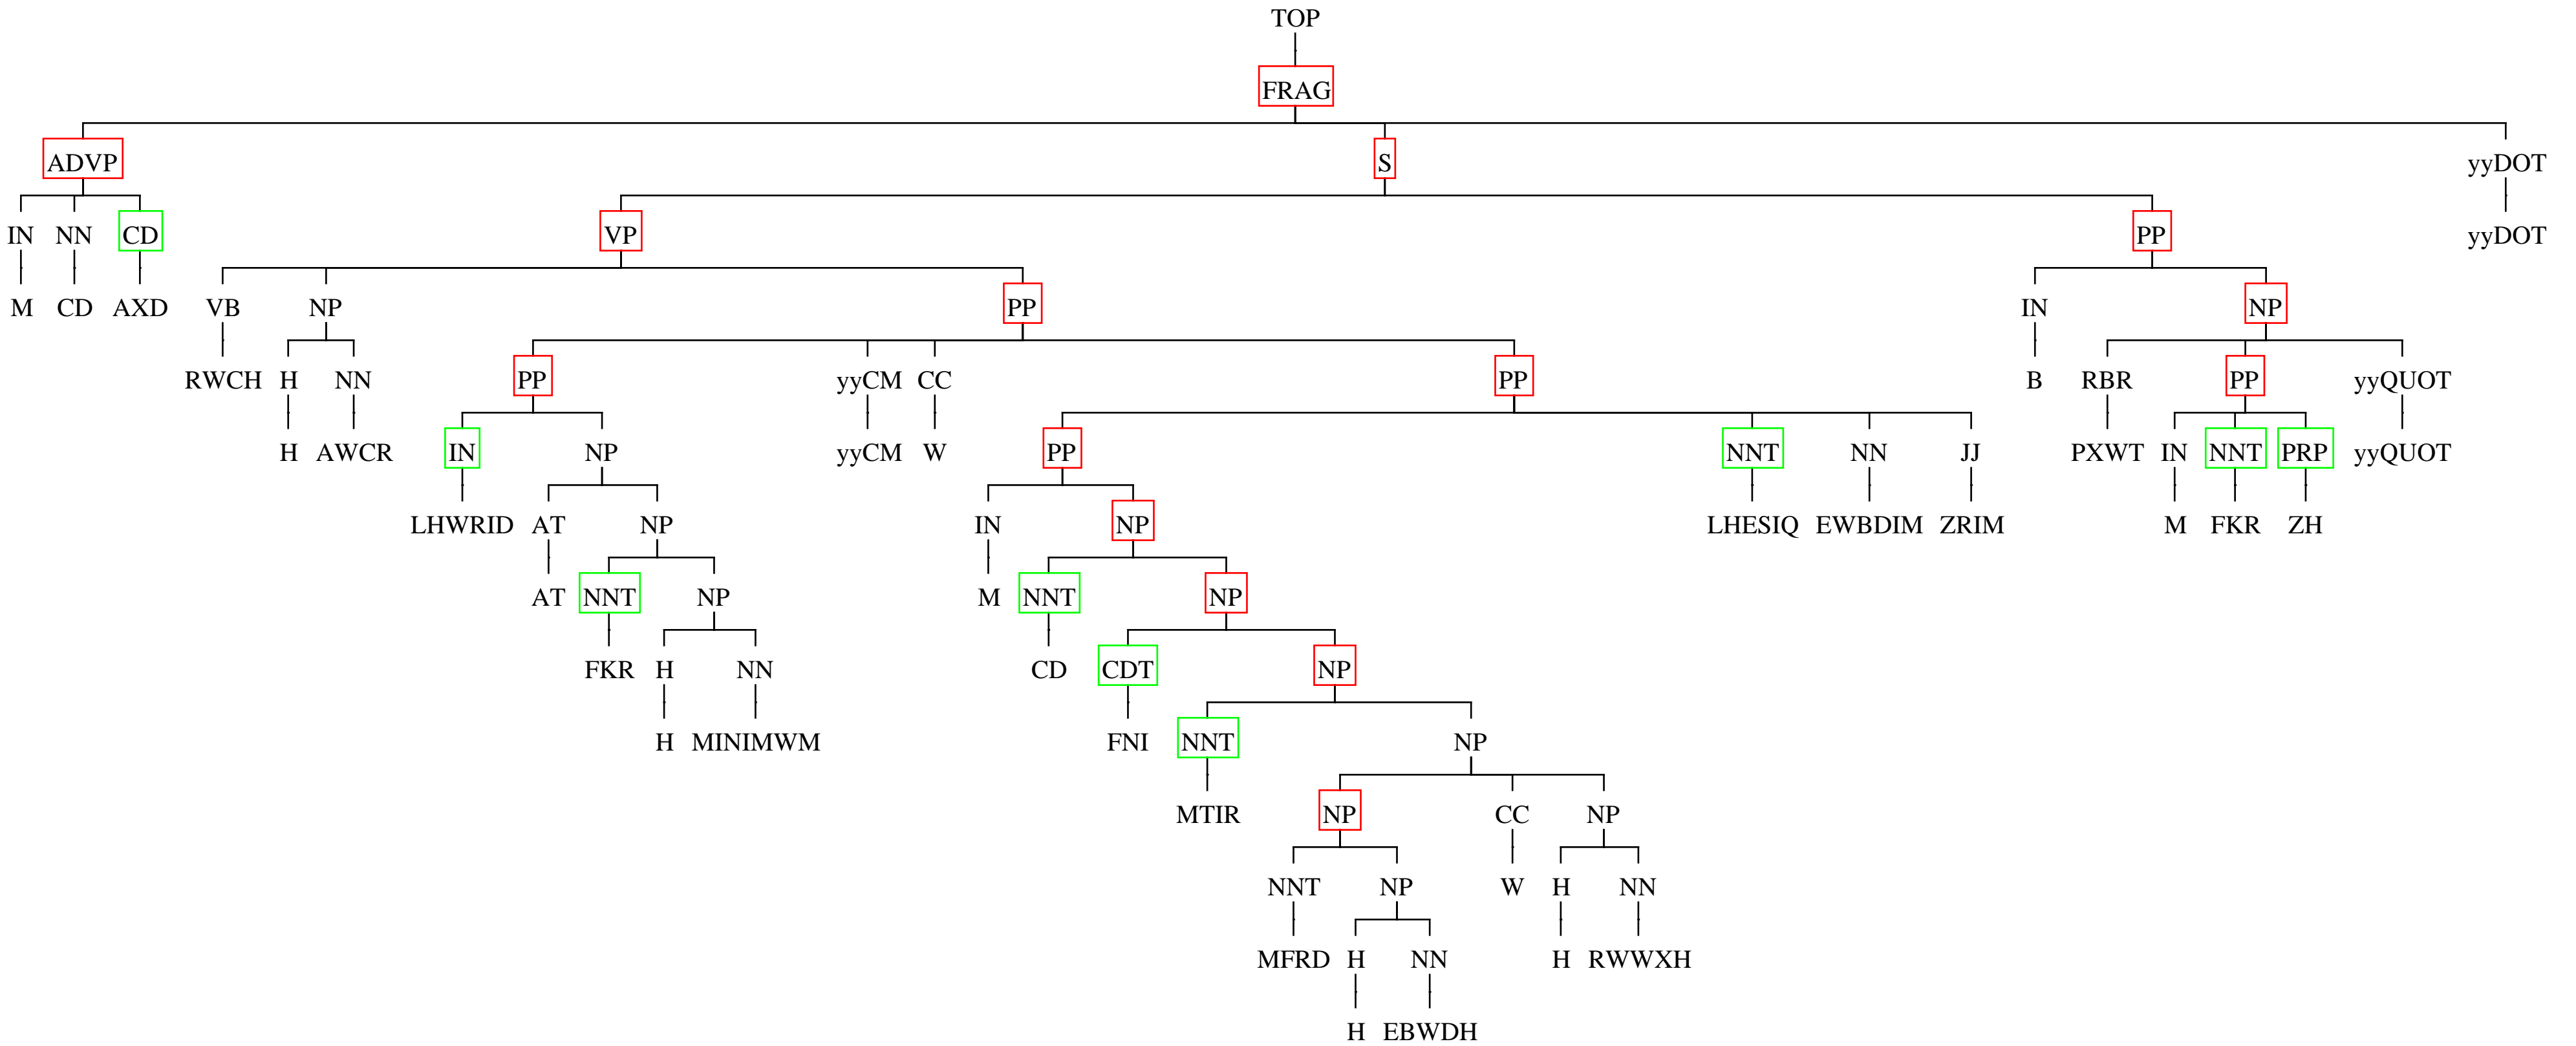 TOP
FRAG
ADVP S yyDOT
IN NN CD VP PP yyDOT
M CD AXD VB NP PP IN NP
RWCH H NN PP yyCM CC PP B RBR PP yyQUOT
H AWCR IN NP yyCM W PP NNT NN JJ PXWT IN NNT PRP yyQUOT
LHWRID AT NP IN NP LHESIQ EWBDIM ZRIM M FKR ZH
AT NNT NP M NNT NP
FKR H NN CD CDT NP
H MINIMWM FNI NNT NP
MTIR NP CC NP
NNT NP W H NN
MFRD H NN H RWWXH
H EBWDH